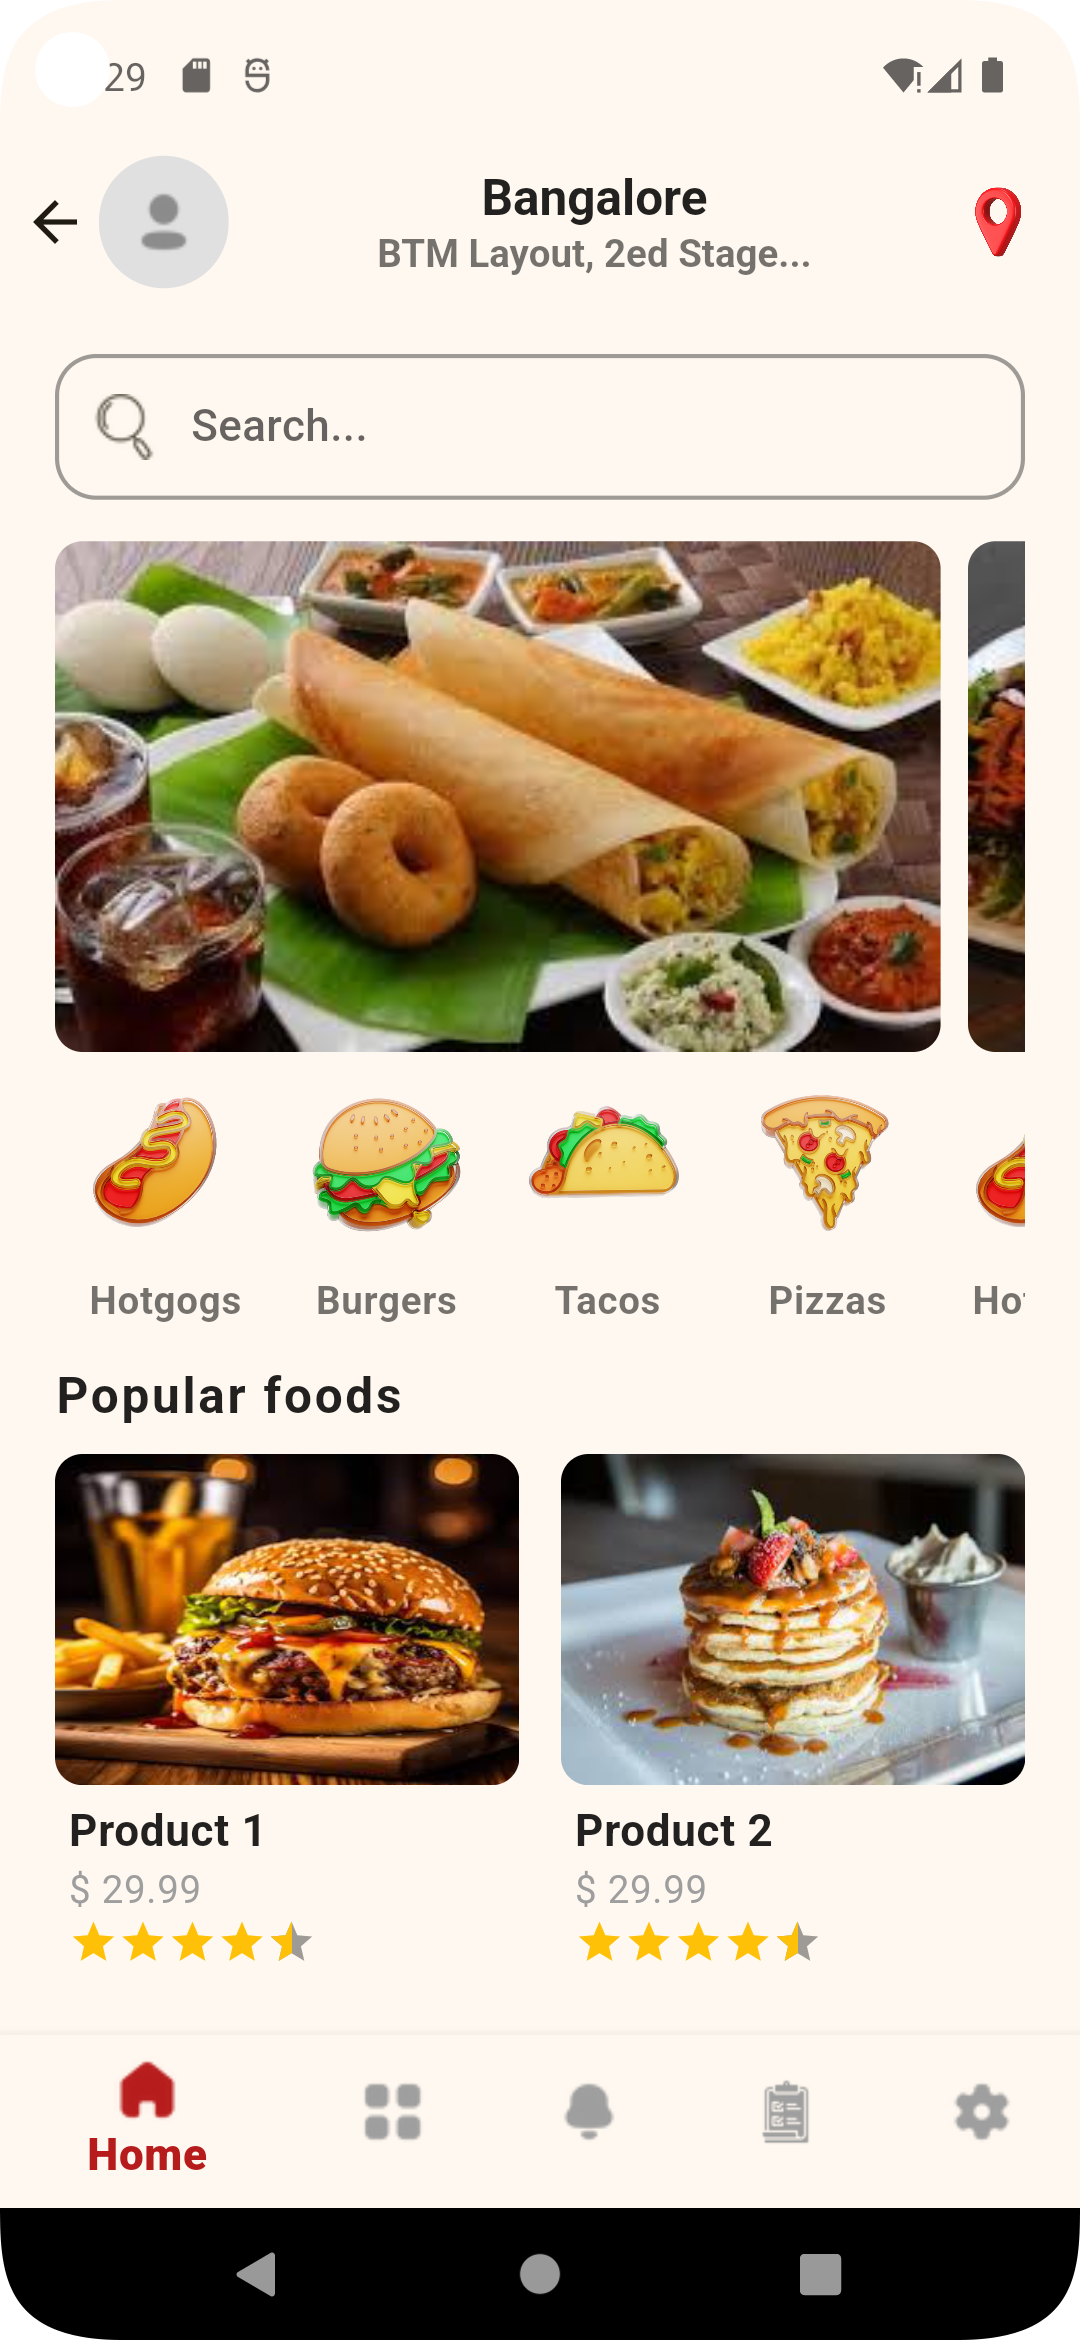 29
Bangalore
BTM Layout, 2ed Stage...
Search...
Hotgogs Burgers Tacos Pizzas
Popular foods
Product 1 Product 2
$ 29.99 $ 29.99
Home